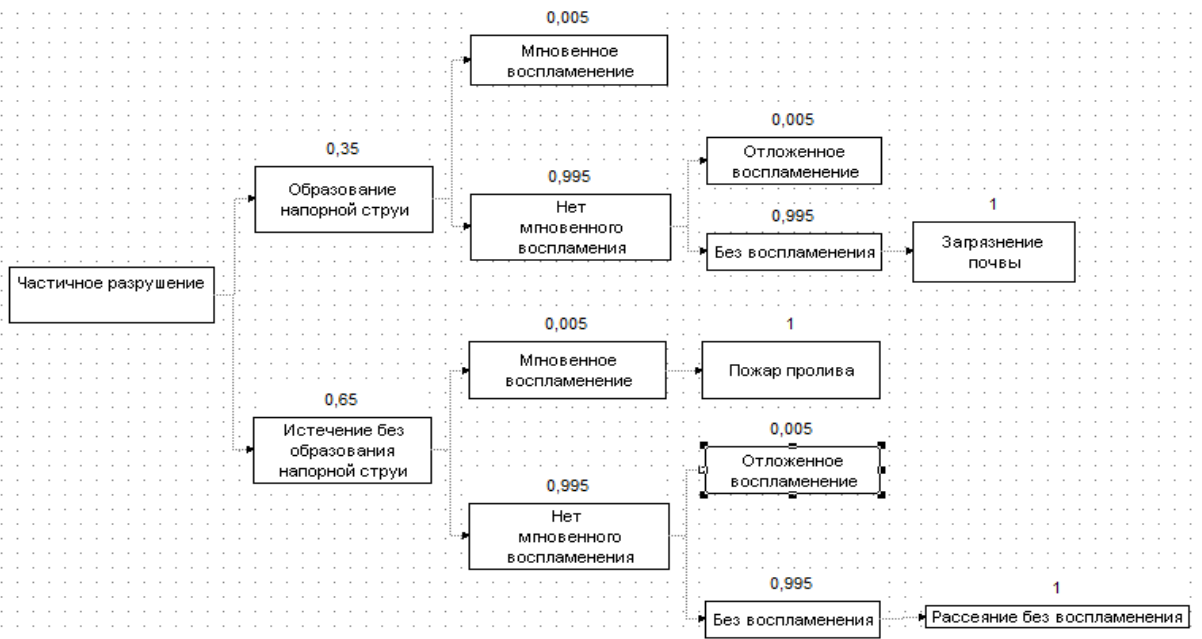 0,005
Мгновенное
воспламенение
0,35
Образование
напорной струи
0,995
Нет
мгновенного
воспламения
0,005
Отложенное
воспламенение
0,995
Без воспламенения
1
Загрязнение
почвы
Частичное разрушение
0,65
Истечение без
образования
напорной струи
0,005
Мгновенное
воспламенение
1
Пожар пролива
0,995
Нет
мгновенного
воспламенения
0,005
Отложенное
воспламенение
0,995
Без воспламенения
1
Рассеяние без воспламенения